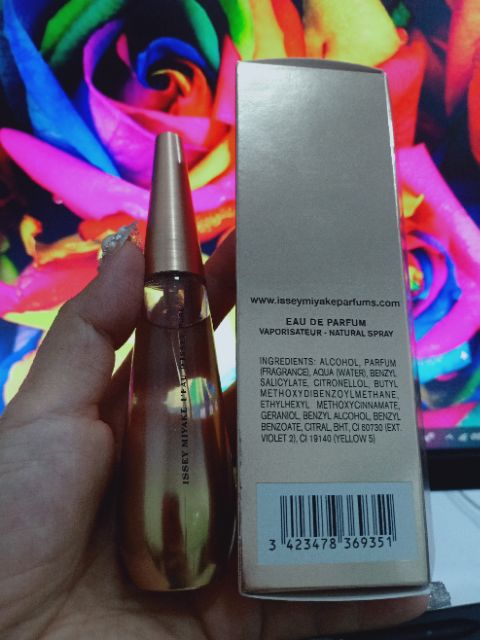 ISSEY MIYAKE L'EAU D'ISSEY
www.isseymiyakeparfums.com
EAU DE PARFUM
VAPORISATEUR - NATURAL SPRAY
INGREDIENTS: ALCOHOL, PARFUM
(FRAGRANCE), AQUA (WATER), BENZYL
SALICYLATE, CITRONELLOL, BUTYL
METHOXYDIBENZOYLMETHANE,
ETHYLHEXYL METHOXYCINNAMATE,
GERANIOL, BENZYL ALCOHOL, BENZYL
BENZOATE, CITRAL, BHT, CI 60730 (EXT.
VIOLET 2), CI 19140 (YELLOW 5)
3 423478 369351